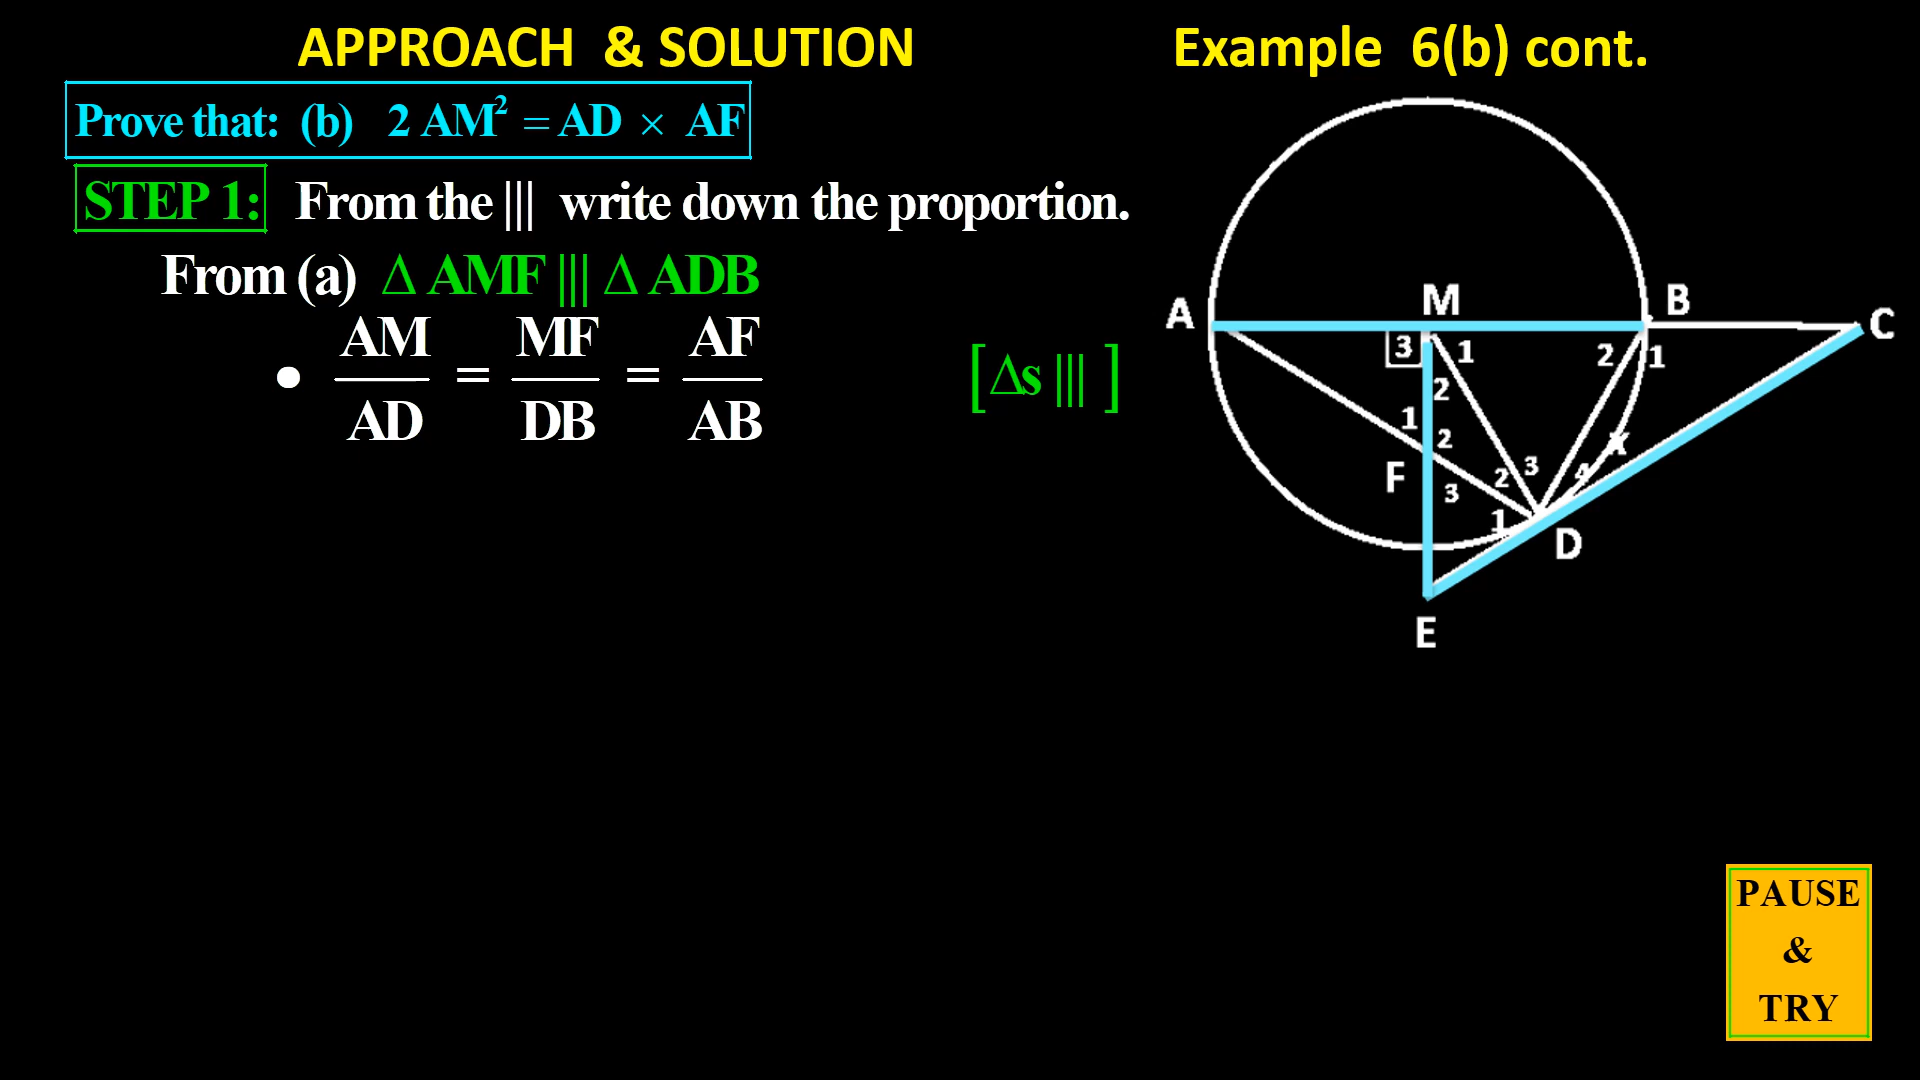 APPROACH & SOLUTION Example 6(b) cont.
Prove that: (b) 2 AM² = AD × AF
STEP 1: From the ||| write down the proportion.
From (a) Δ AMF ||| Δ ADB
• AM/AD = MF/DB = AF/AB [Δs ||| ]
A M B C
3 1 2 1
2
1 2
F 3 2 3 4 x
1 D
E
PAUSE
&
TRY